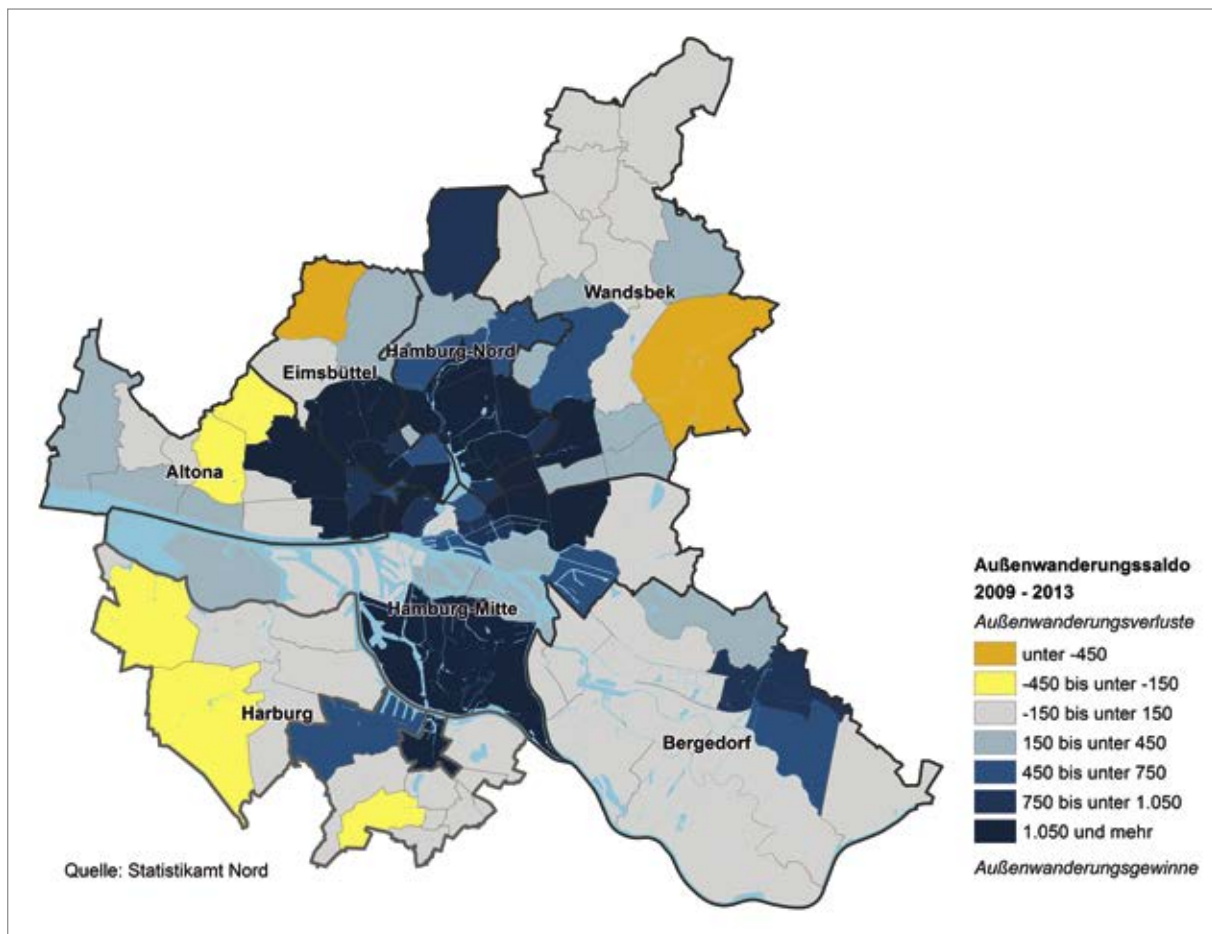 Wandsbek
Hamburg-Nord
Eimsbüttel
Altona
Hamburg-Mitte
Harburg
Bergedorf
Außenwanderungssaldo
2009 - 2013
Außenwanderungsverluste
unter -450
-450 bis unter -150
-150 bis unter 150
150 bis unter 450
450 bis unter 750
750 bis unter 1.050
1.050 und mehr
Außenwanderungsgewinne
Quelle: Statistikamt Nord